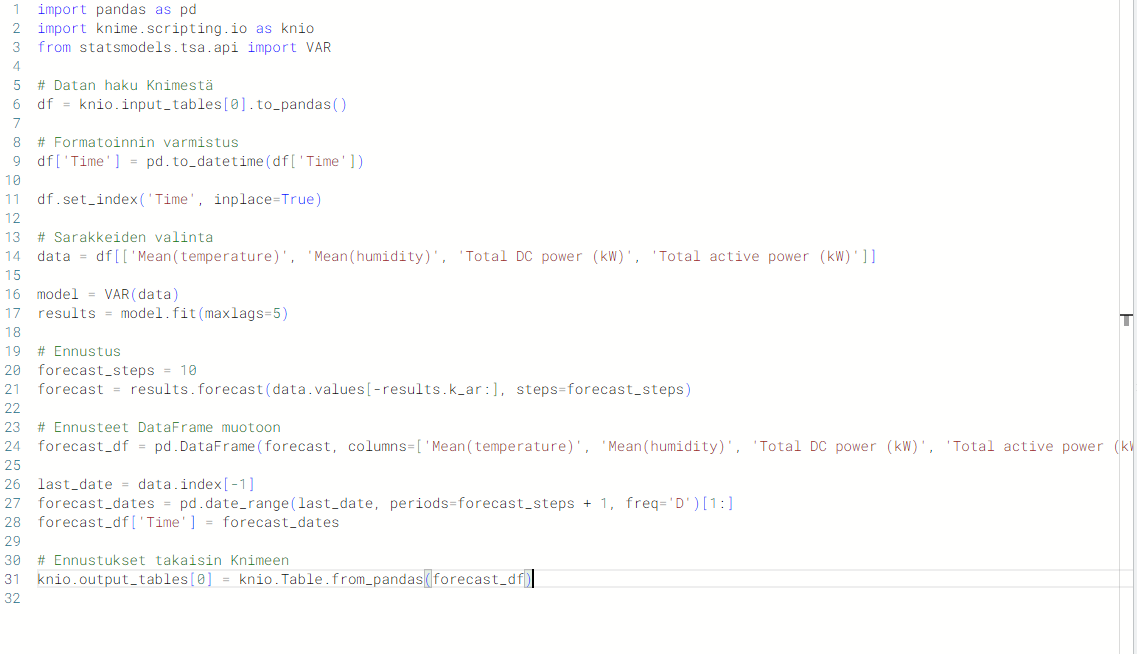 1 import pandas as pd
2 import knime.scripting.io as knio
3 from statsmodels.tsa.api import VAR
4
5 # Datan haku Knimestä
6 df = knio.input_tables[0].to_pandas()
7
8 # Formatoinnin varmistus
9 df['Time'] = pd.to_datetime(df['Time'])
10
11 df.set_index('Time', inplace=True)
12
13 # Sarakkeiden valinta
14 data = df[['Mean(temperature)', 'Mean(humidity)', 'Total DC power (kW)', 'Total active power (kW)']]
15
16 model = VAR(data)
17 results = model.fit(maxlags=5)
18
19 # Ennustus
20 forecast_steps = 10
21 forecast = results.forecast(data.values[-results.k_ar:], steps=forecast_steps)
22
23 # Ennusteet DataFrame muotoon
24 forecast_df = pd.DataFrame(forecast, columns=['Mean(temperature)', 'Mean(humidity)', 'Total DC power (kW)', 'Total active power (kW
25
26 last_date = data.index[-1]
27 forecast_dates = pd.date_range(last_date, periods=forecast_steps + 1, freq='D')[1:]
28 forecast_df['Time'] = forecast_dates
29
30 # Ennustukset takaisin Knimeen
31 knio.output_tables[0] = knio.Table.from_pandas(forecast_df)
32